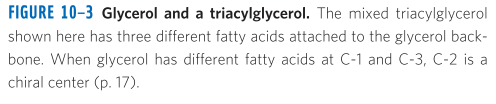 FIGURE 10–3 Glycerol and a triacylglycerol. The mixed triacylglycerol
shown here has three different fatty acids attached to the glycerol back-
bone. When glycerol has different fatty acids at C-1 and C-3, C-2 is a
chiral center (p. 17).